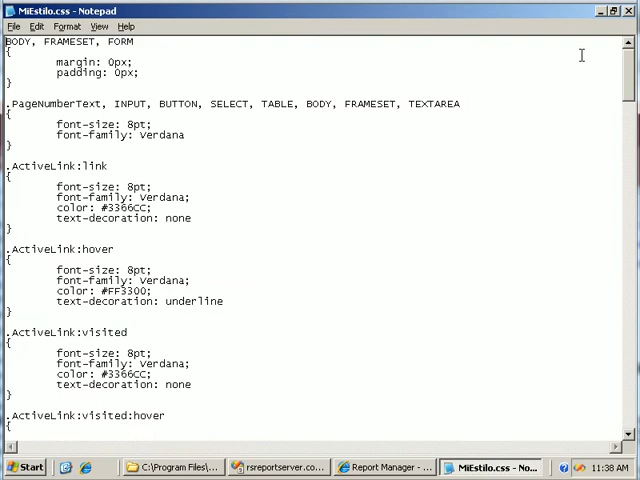 MiEstilo.css - Notepad
File Edit Format View Help
BODY, FRAMESET, FORM
{
margin: 0px;
padding: 0px;
}
.PageNumberText, INPUT, BUTTON, SELECT, TABLE, BODY, FRAMESET, TEXTAREA
{
font-size: 8pt;
font-family: Verdana
}
.ActiveLink:link
{
font-size: 8pt;
font-family: Verdana;
color: #3366CC;
text-decoration: none
}
.ActiveLink:hover
{
font-size: 8pt;
font-family: Verdana;
color: #FF3300;
text-decoration: underline
}
.ActiveLink:visited
{
font-size: 8pt;
font-family: Verdana;
color: #3366CC;
text-decoration: none
}
.ActiveLink:visited:hover
{
Start C:\Program Files\... rsreportserver.co... Report Manager - ... MiEstilo.css - No... 11:38 AM